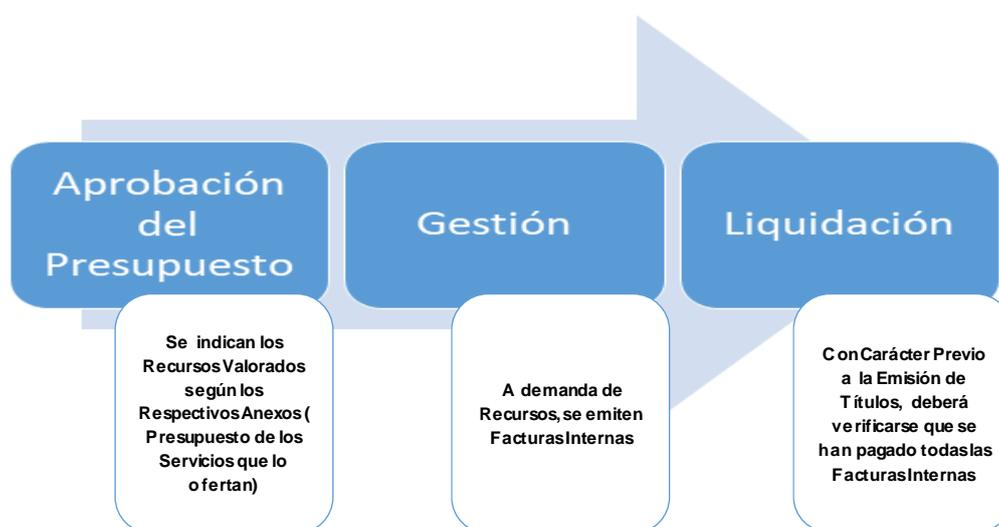 Aprobación
del
Presupuesto
Se indican los
Recursos Valorados
según los
Respectivos Anexos (
Presupuesto de los
Servicios que lo
ofertan)
Gestión
A demanda de
Recursos, se emiten
Facturas Internas
Liquidación
Con Carácter Previo
a la Emisión de
Títulos, deberá
verificarse que se
han pagado todas las
Facturas Internas